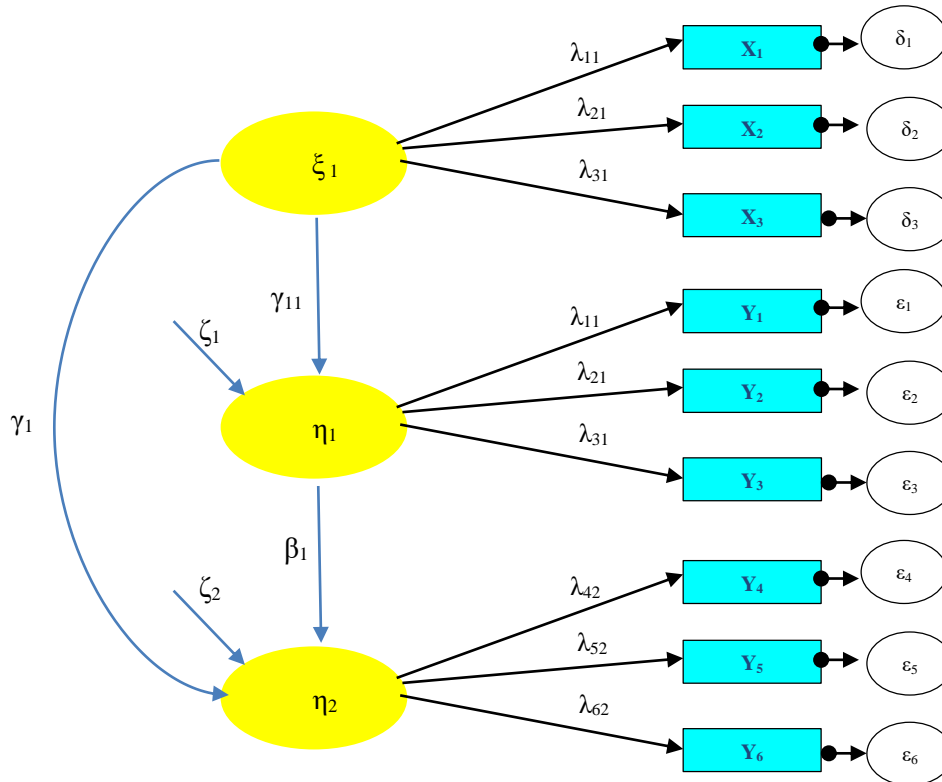 λ₁₁
X₁
δ₁
λ₂₁
X₂
δ₂
ξ₁
λ₃₁
X₃
δ₃
γ₁₁
λ₁₁
Y₁
ε₁
ζ₁
λ₂₁
Y₂
ε₂
γ₁
η₁
λ₃₁
Y₃
ε₃
β₁
λ₄₂
Y₄
ε₄
ζ₂
λ₅₂
Y₅
ε₅
η₂
λ₆₂
Y₆
ε₆